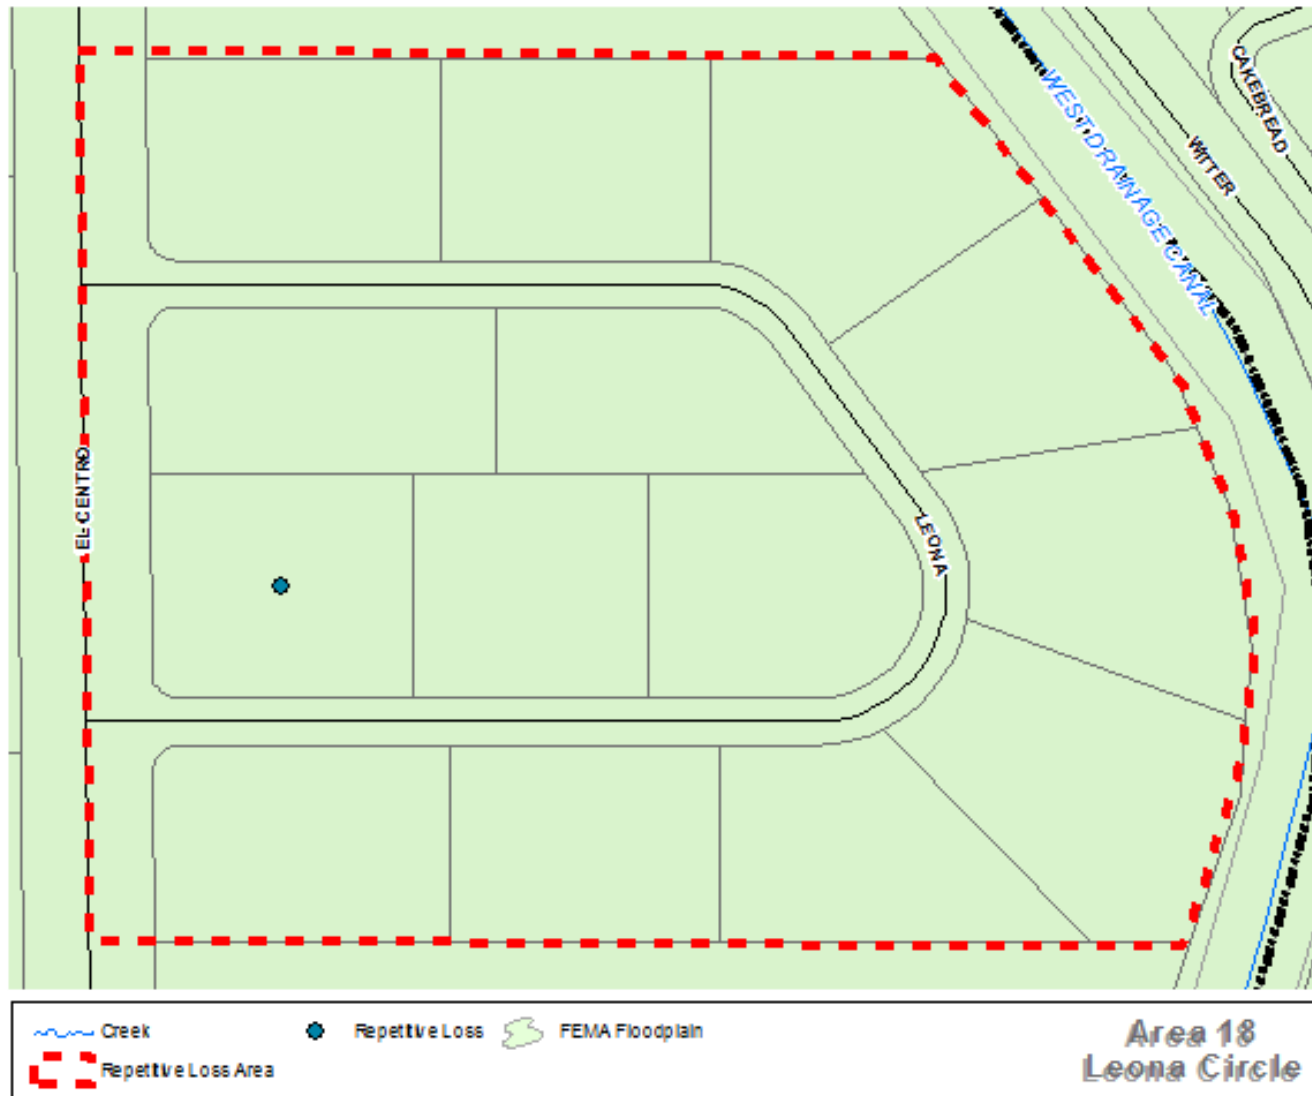 CAKEBREAD
WEST DRAINAGE CANAL
WITTER
EL CENTRO
LEONA
Creek
Repetitive Loss
FEMA Floodplain
Repetitive Loss Area
Area 18
Leona Circle